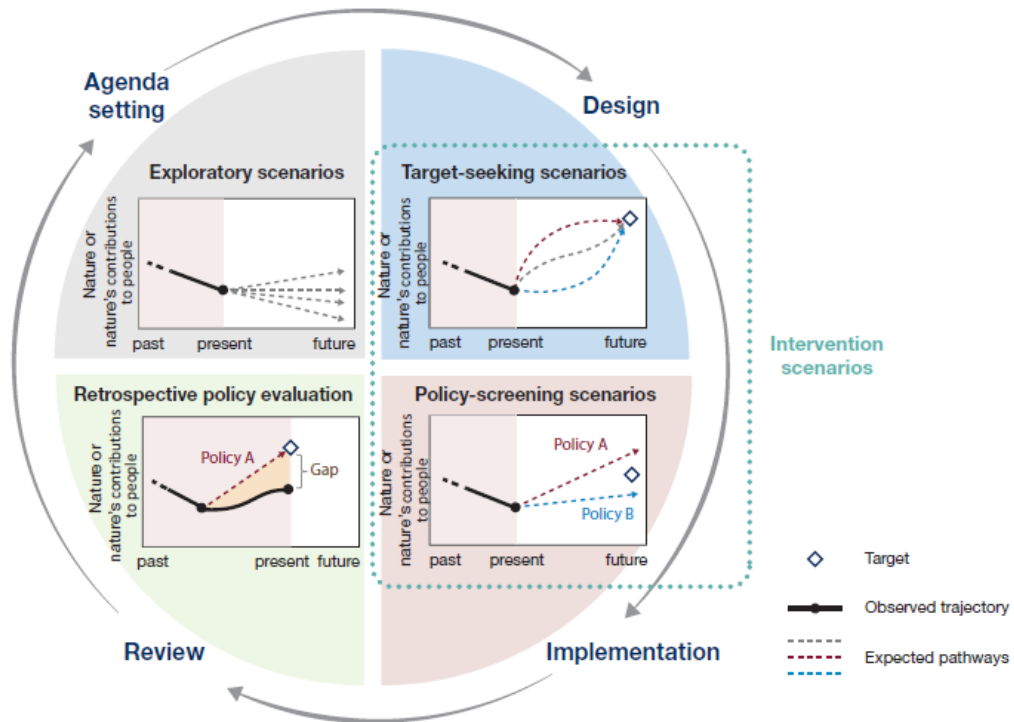 Agenda
setting
Design
Exploratory scenarios
Nature or
nature's contributions
to people
past present future
Target-seeking scenarios
Nature or
nature's contributions
to people
past present future
Intervention
scenarios
Retrospective policy evaluation
Nature or
nature's contributions
to people
Policy A
Gap
past present future
Policy-screening scenarios
Nature or
nature's contributions
to people
Policy A
Policy B
past present future
Review
Implementation
Target
Observed trajectory
Expected pathways